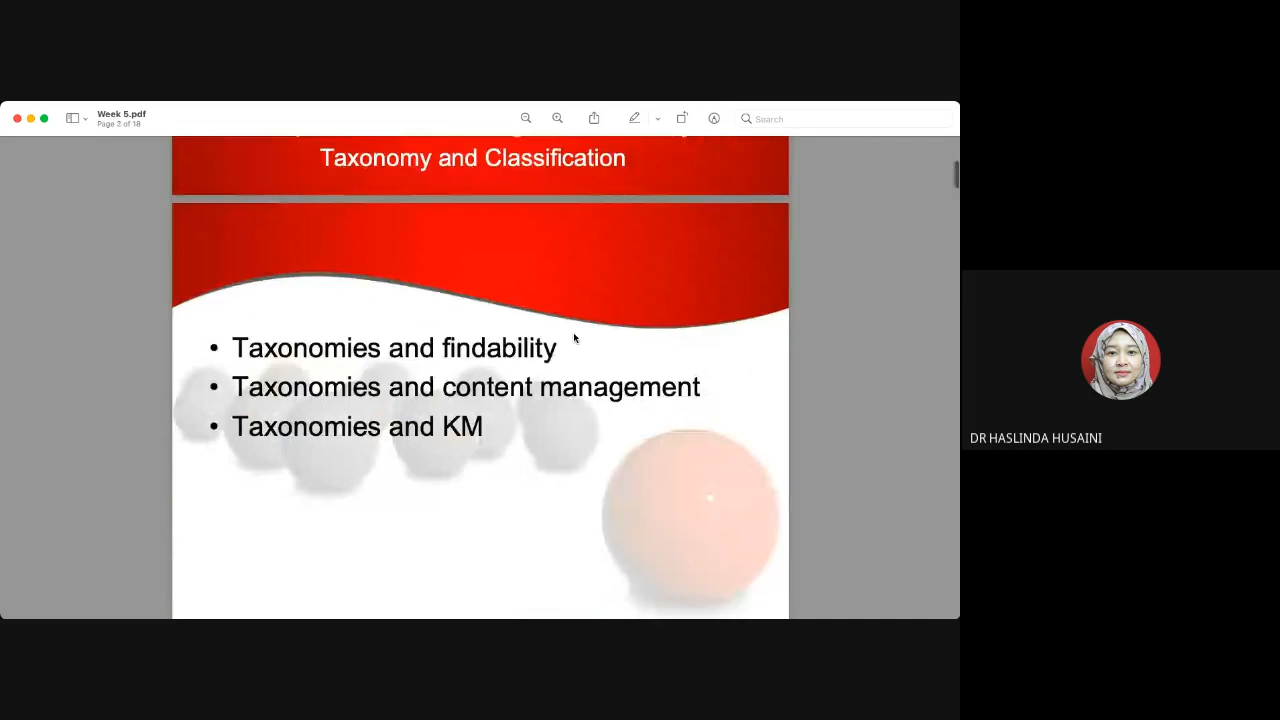 Week 5.pdf
Page 2 of 18
Search
Taxonomy and Classification
• Taxonomies and findability
• Taxonomies and content management
• Taxonomies and KM
DR HASLINDA HUSAINI